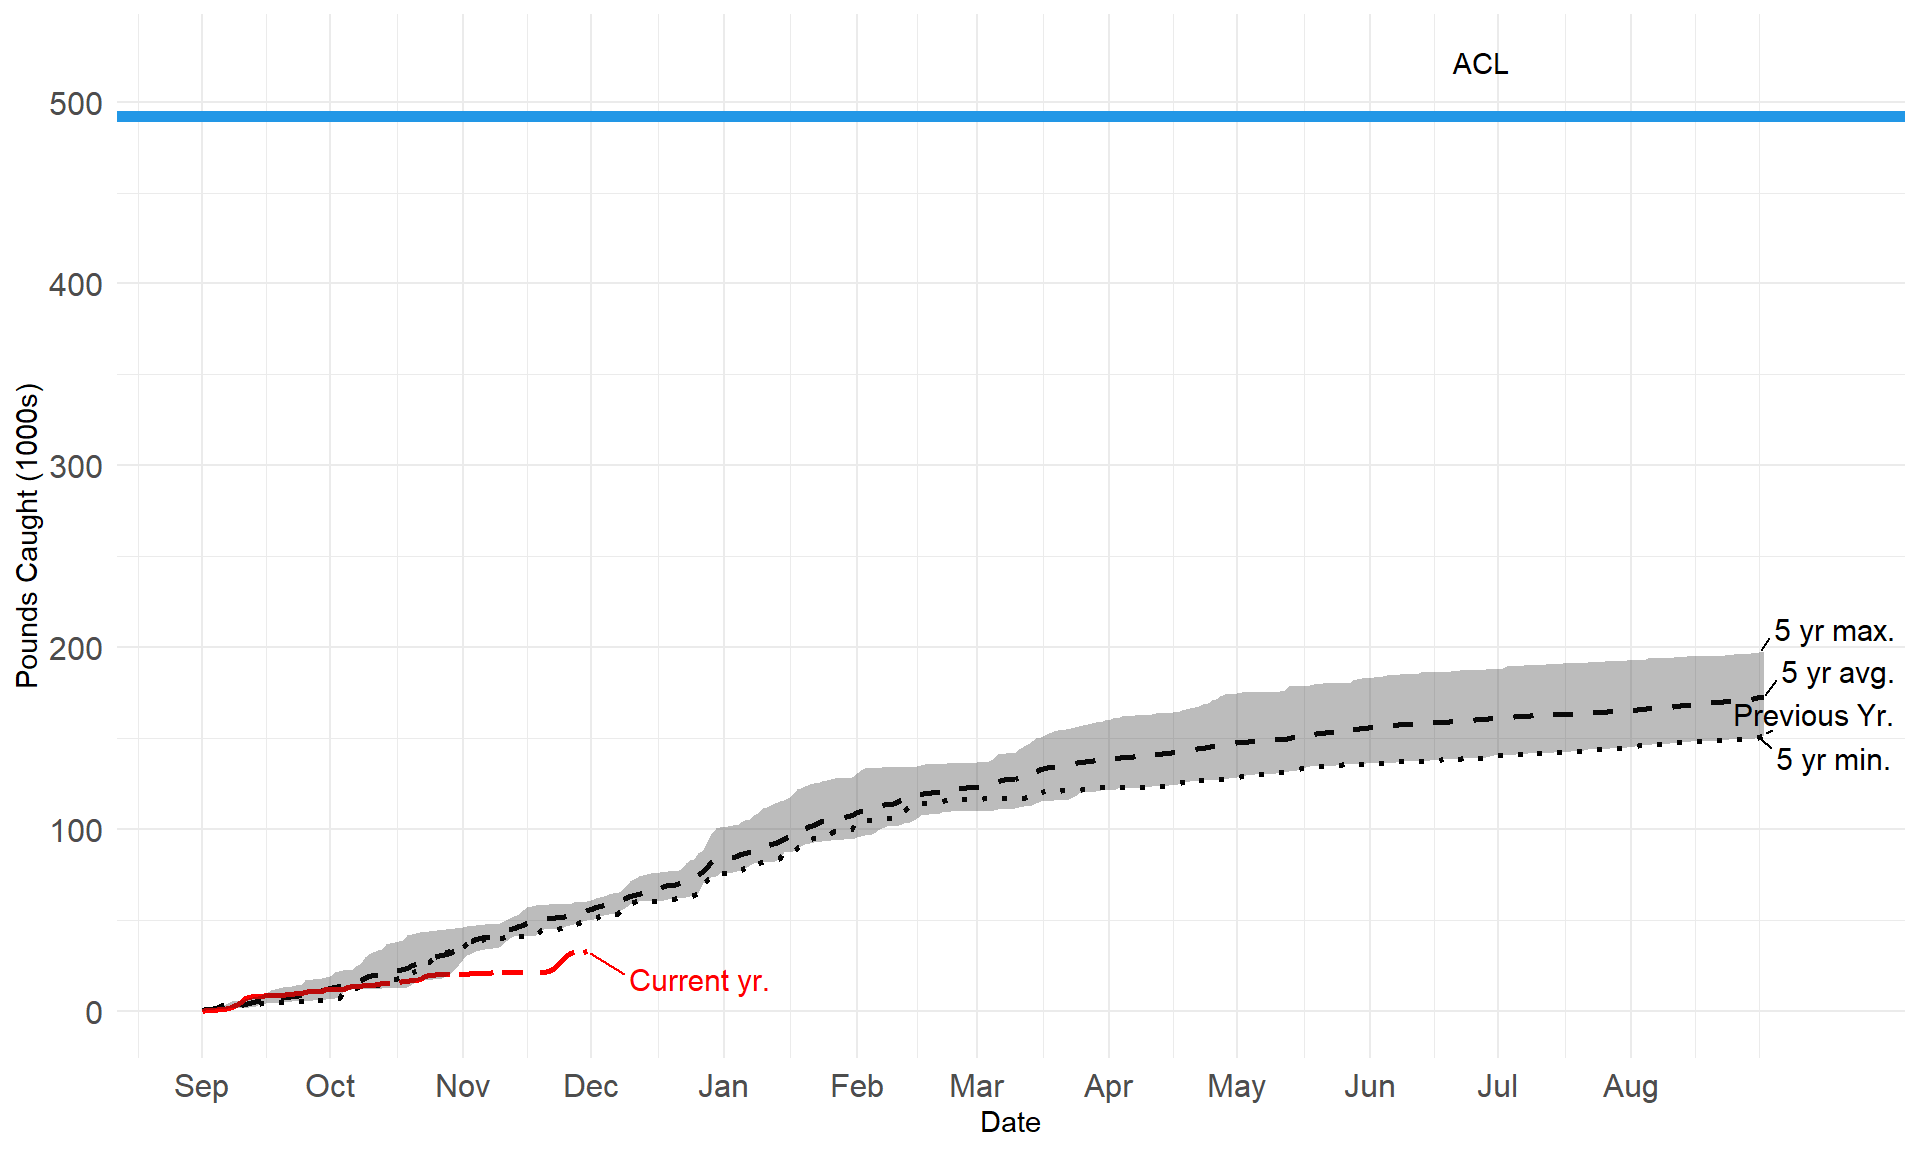 ACL
500
400
300
200
100
0
Pounds Caught (1000s)
5 yr max.
5 yr avg.
Previous Yr.
5 yr min.
Current yr.
Sep Oct Nov Dec Jan Feb Mar Apr May Jun Jul Aug
Date